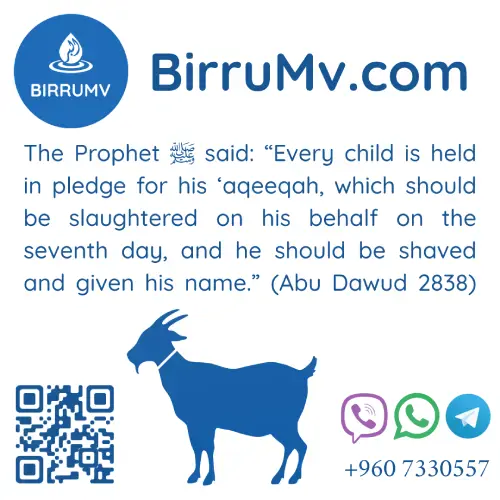 BIRRUMV
BirruMv.com
The Prophet ﷺ said: “Every child is held
in pledge for his ‘aqeeqah, which should
be slaughtered on his behalf on the
seventh day, and he should be shaved
and given his name.” (Abu Dawud 2838)
+960 7330557